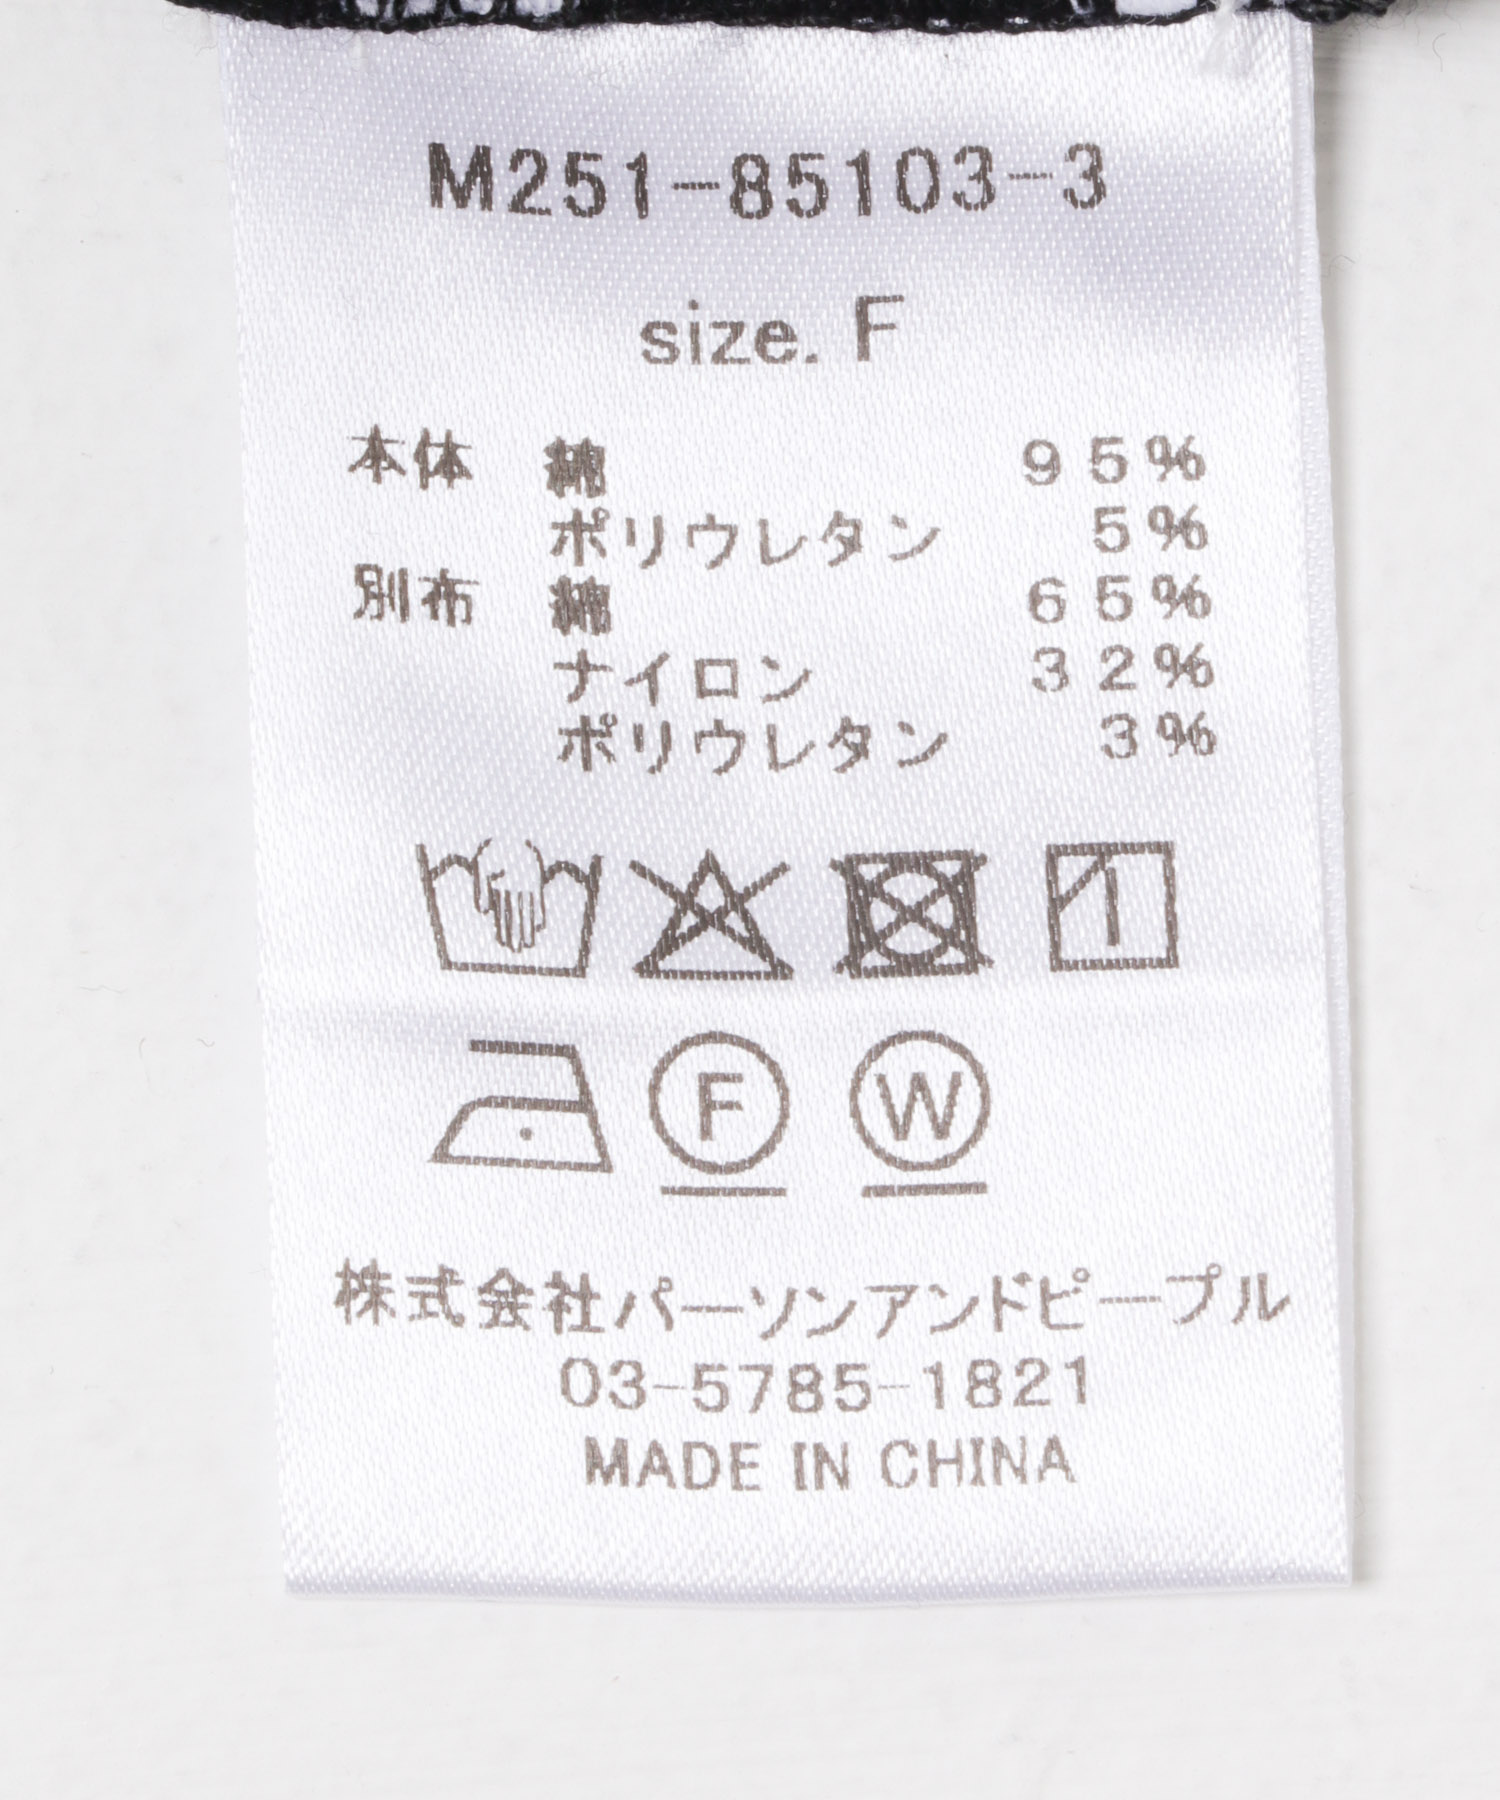 M251-85103-3
size. F
本体 綿 95%
ポリウレタン 5%
別布 綿 65%
ナイロン 32%
ポリウレタン 3%
F W
株式会社パーソンアンドピープル
03-5785-1821
MADE IN CHINA